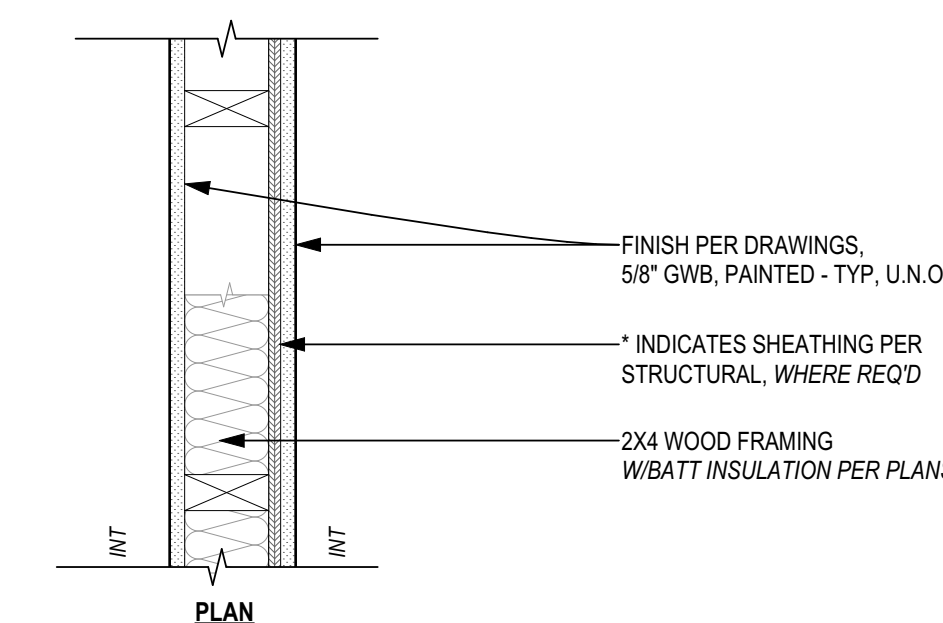 FINISH PER DRAWINGS,
5/8" GWB, PAINTED - TYP, U.N.O
* INDICATES SHEATHING PER
STRUCTURAL, WHERE REQ'D
2X4 WOOD FRAMING
W/BATT INSULATION PER PLANS
INT
INT
PLAN